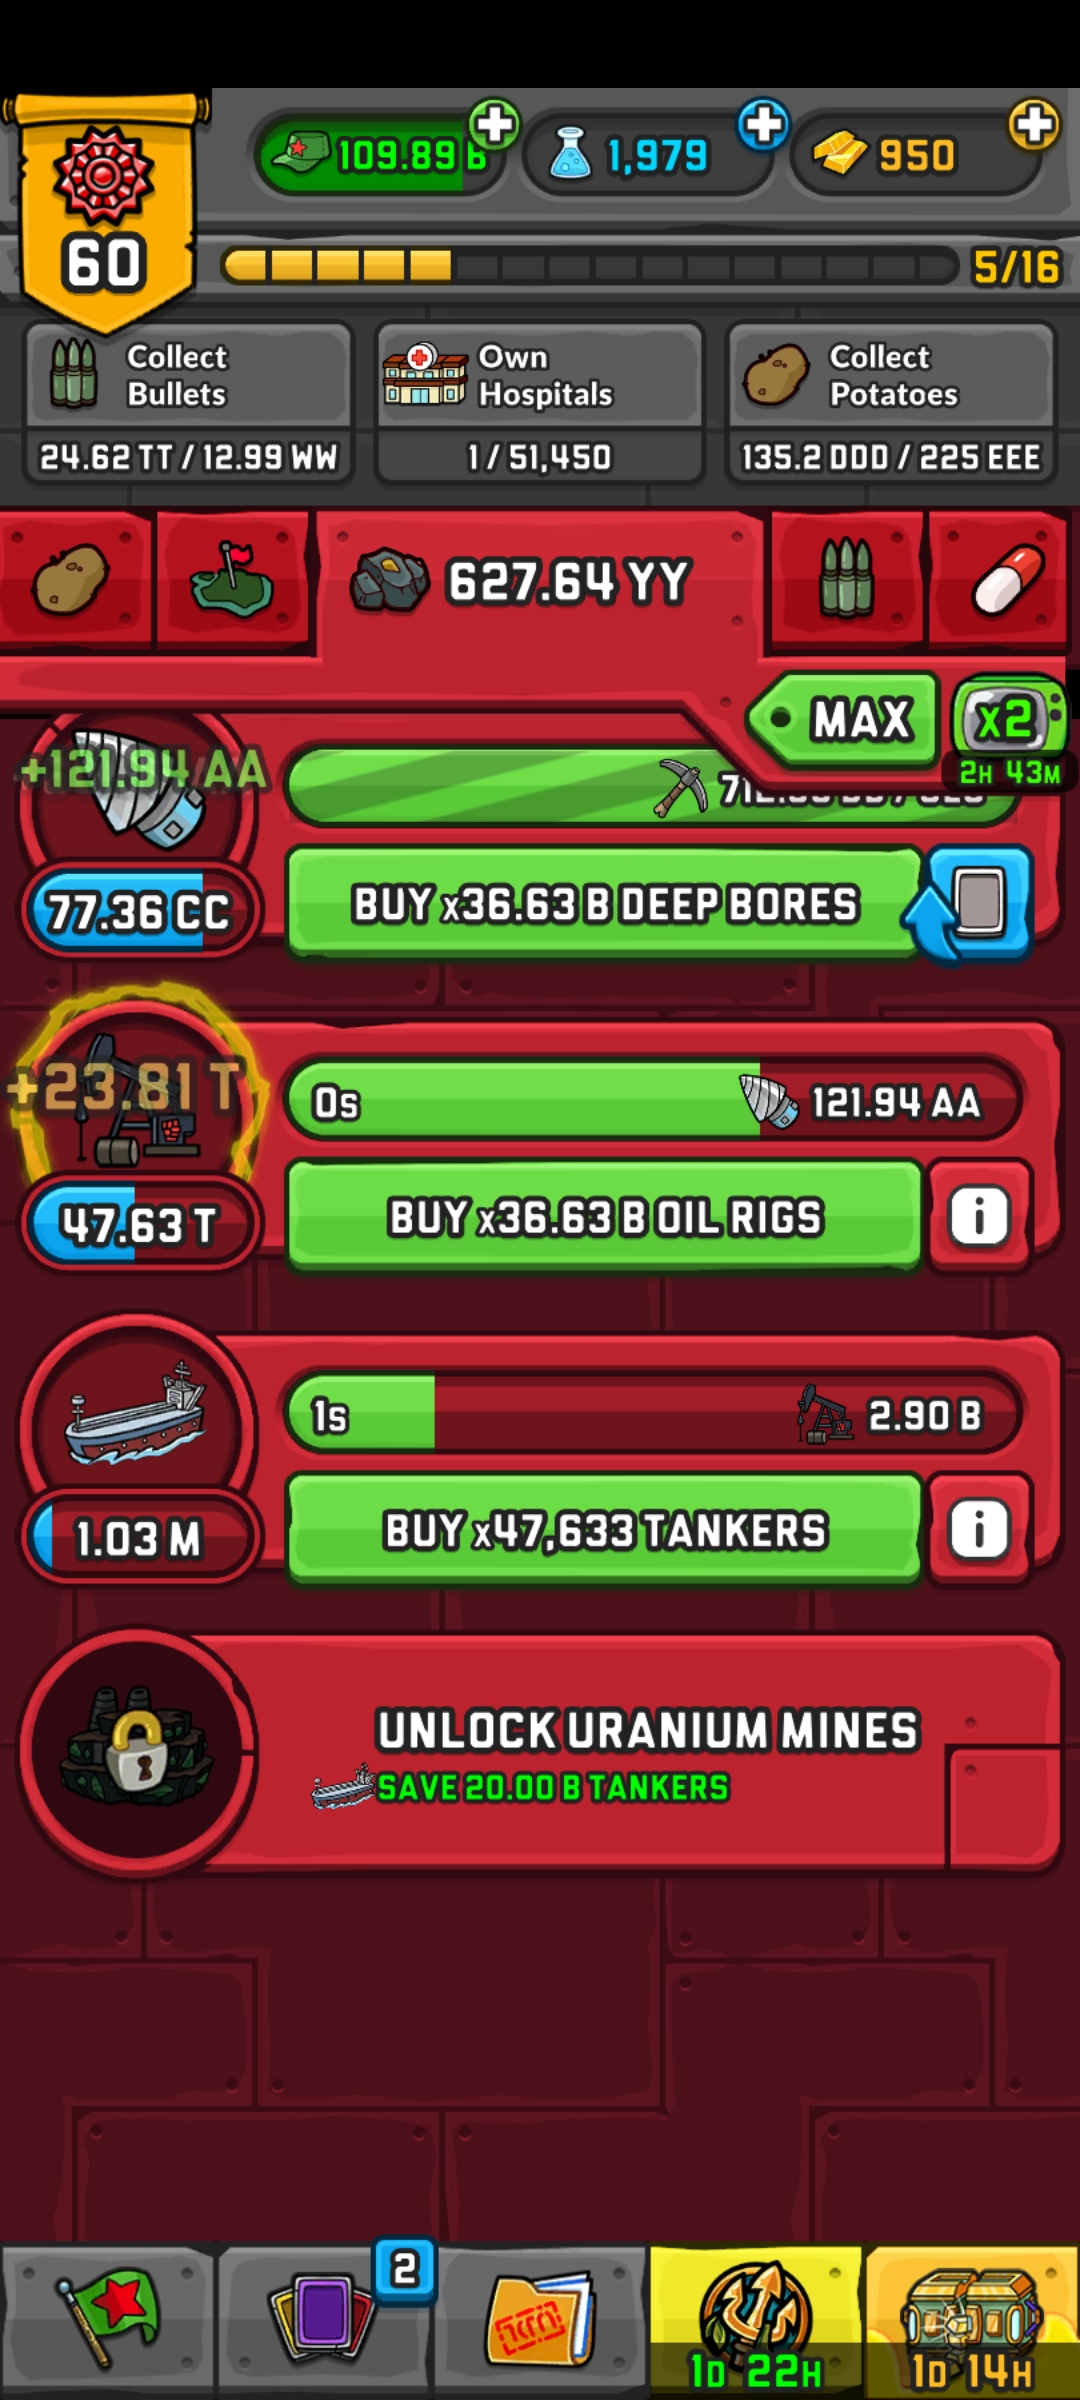 109.89 B
1,979
950
60
5/16
Collect
Bullets
24.62 TT / 12.99 WW
Own
Hospitals
1 / 51,450
Collect
Potatoes
135.2 DDD / 225 EEE
627.64 YY
MAX
x2
2H 43M
+121.94 AA
77.36 CC
BUY x36.63 B DEEP BORES
+23.81 T
0s
121.94 AA
47.63 T
BUY x36.63 B OIL RIGS
i
1s
2.90 B
1.03 M
BUY x47,633 TANKERS
i
UNLOCK URANIUM MINES
SAVE 20.00 B TANKERS
2
1D 22H
1D 14H